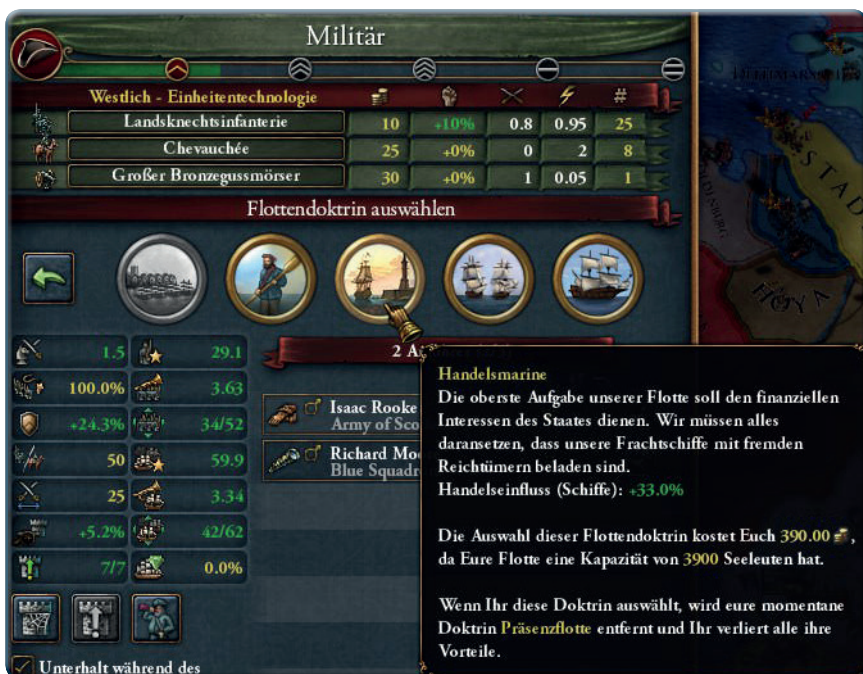 Militär
Westlich - Einheitentechnologie #
Landsknechtsinfanterie 10 +10% 0.8 0.95 25
Chevauchée 25 +0% 0 2 8
Großer Bronzegussmörser 30 +0% 1 0.05 1
Flottendoktrin auswählen
1.5 29.1
100.0% 3.63
+24.3% 34/52
50 59.9
25 3.34
+5.2% 42/62
7/7 0.0%
2
Isaac Rooke
Army of Sco
Richard Moo
Blue Squadr
Unterhalt während des
Handelsmarine
Die oberste Aufgabe unserer Flotte soll den finanziellen
Interessen des Staates dienen. Wir müssen alles
daransetzen, dass unsere Frachtschiffe mit fremden
Reichtümern beladen sind.
Handelseinfluss (Schiffe): +33.0%
Die Auswahl dieser Flottendoktrin kostet Euch 390.00 ,
da Eure Flotte eine Kapazität von 3900 Seeleuten hat.
Wenn Ihr diese Doktrin auswählt, wird eure momentane
Doktrin Präsenzflotte entfernt und Ihr verliert alle ihre
Vorteile.
STAD
HOYA